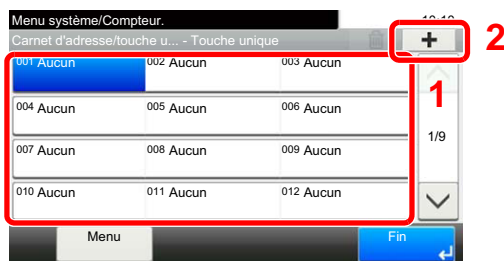 Menu système/Compteur.
Carnet d'adresse/touche u... - Touche unique
+
2
001 Aucun 002 Aucun 003 Aucun
1
004 Aucun 005 Aucun 006 Aucun
1/9
007 Aucun 008 Aucun 009 Aucun
010 Aucun 011 Aucun 012 Aucun
Menu Fin